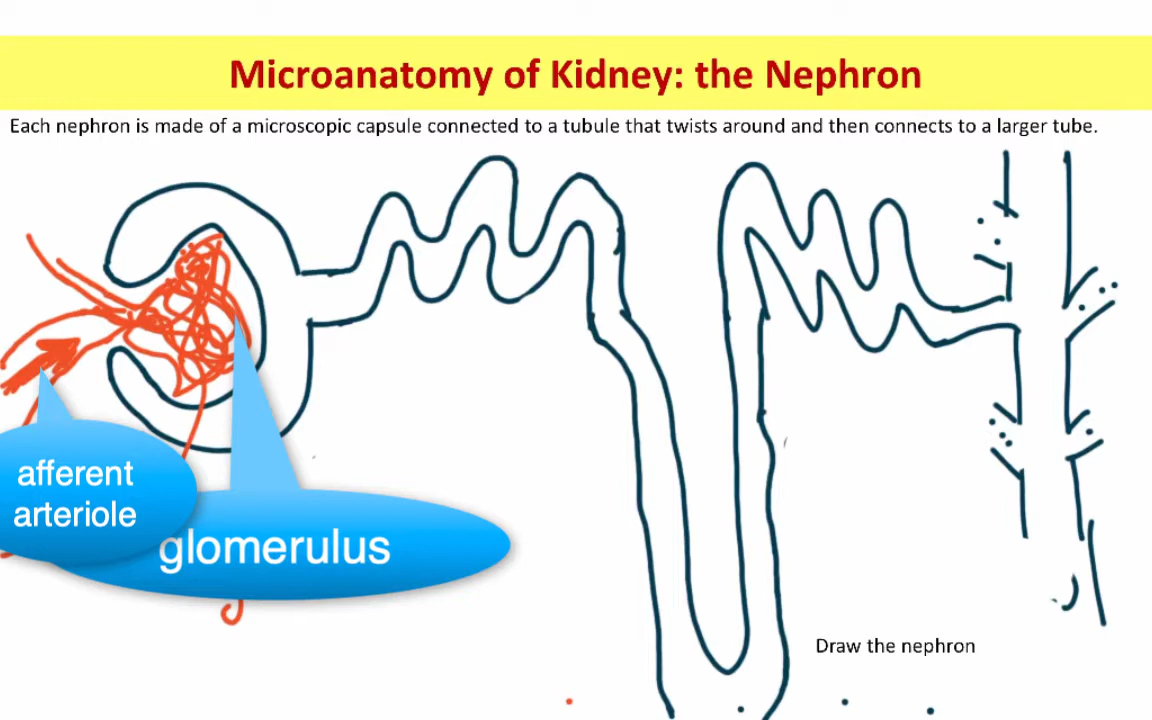 Microanatomy of Kidney: the Nephron
Each nephron is made of a microscopic capsule connected to a tubule that twists around and then connects to a larger tube.
afferent
arteriole
glomerulus
Draw the nephron